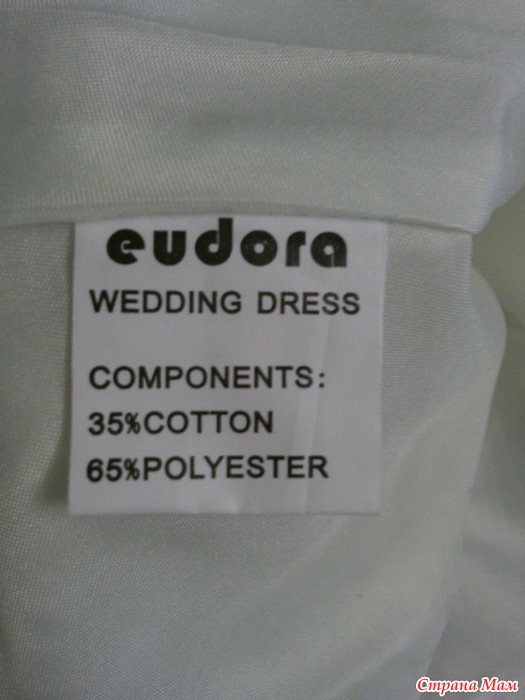 eudora
WEDDING DRESS
COMPONENTS:
35%COTTON
65%POLYESTER
Страна Мам